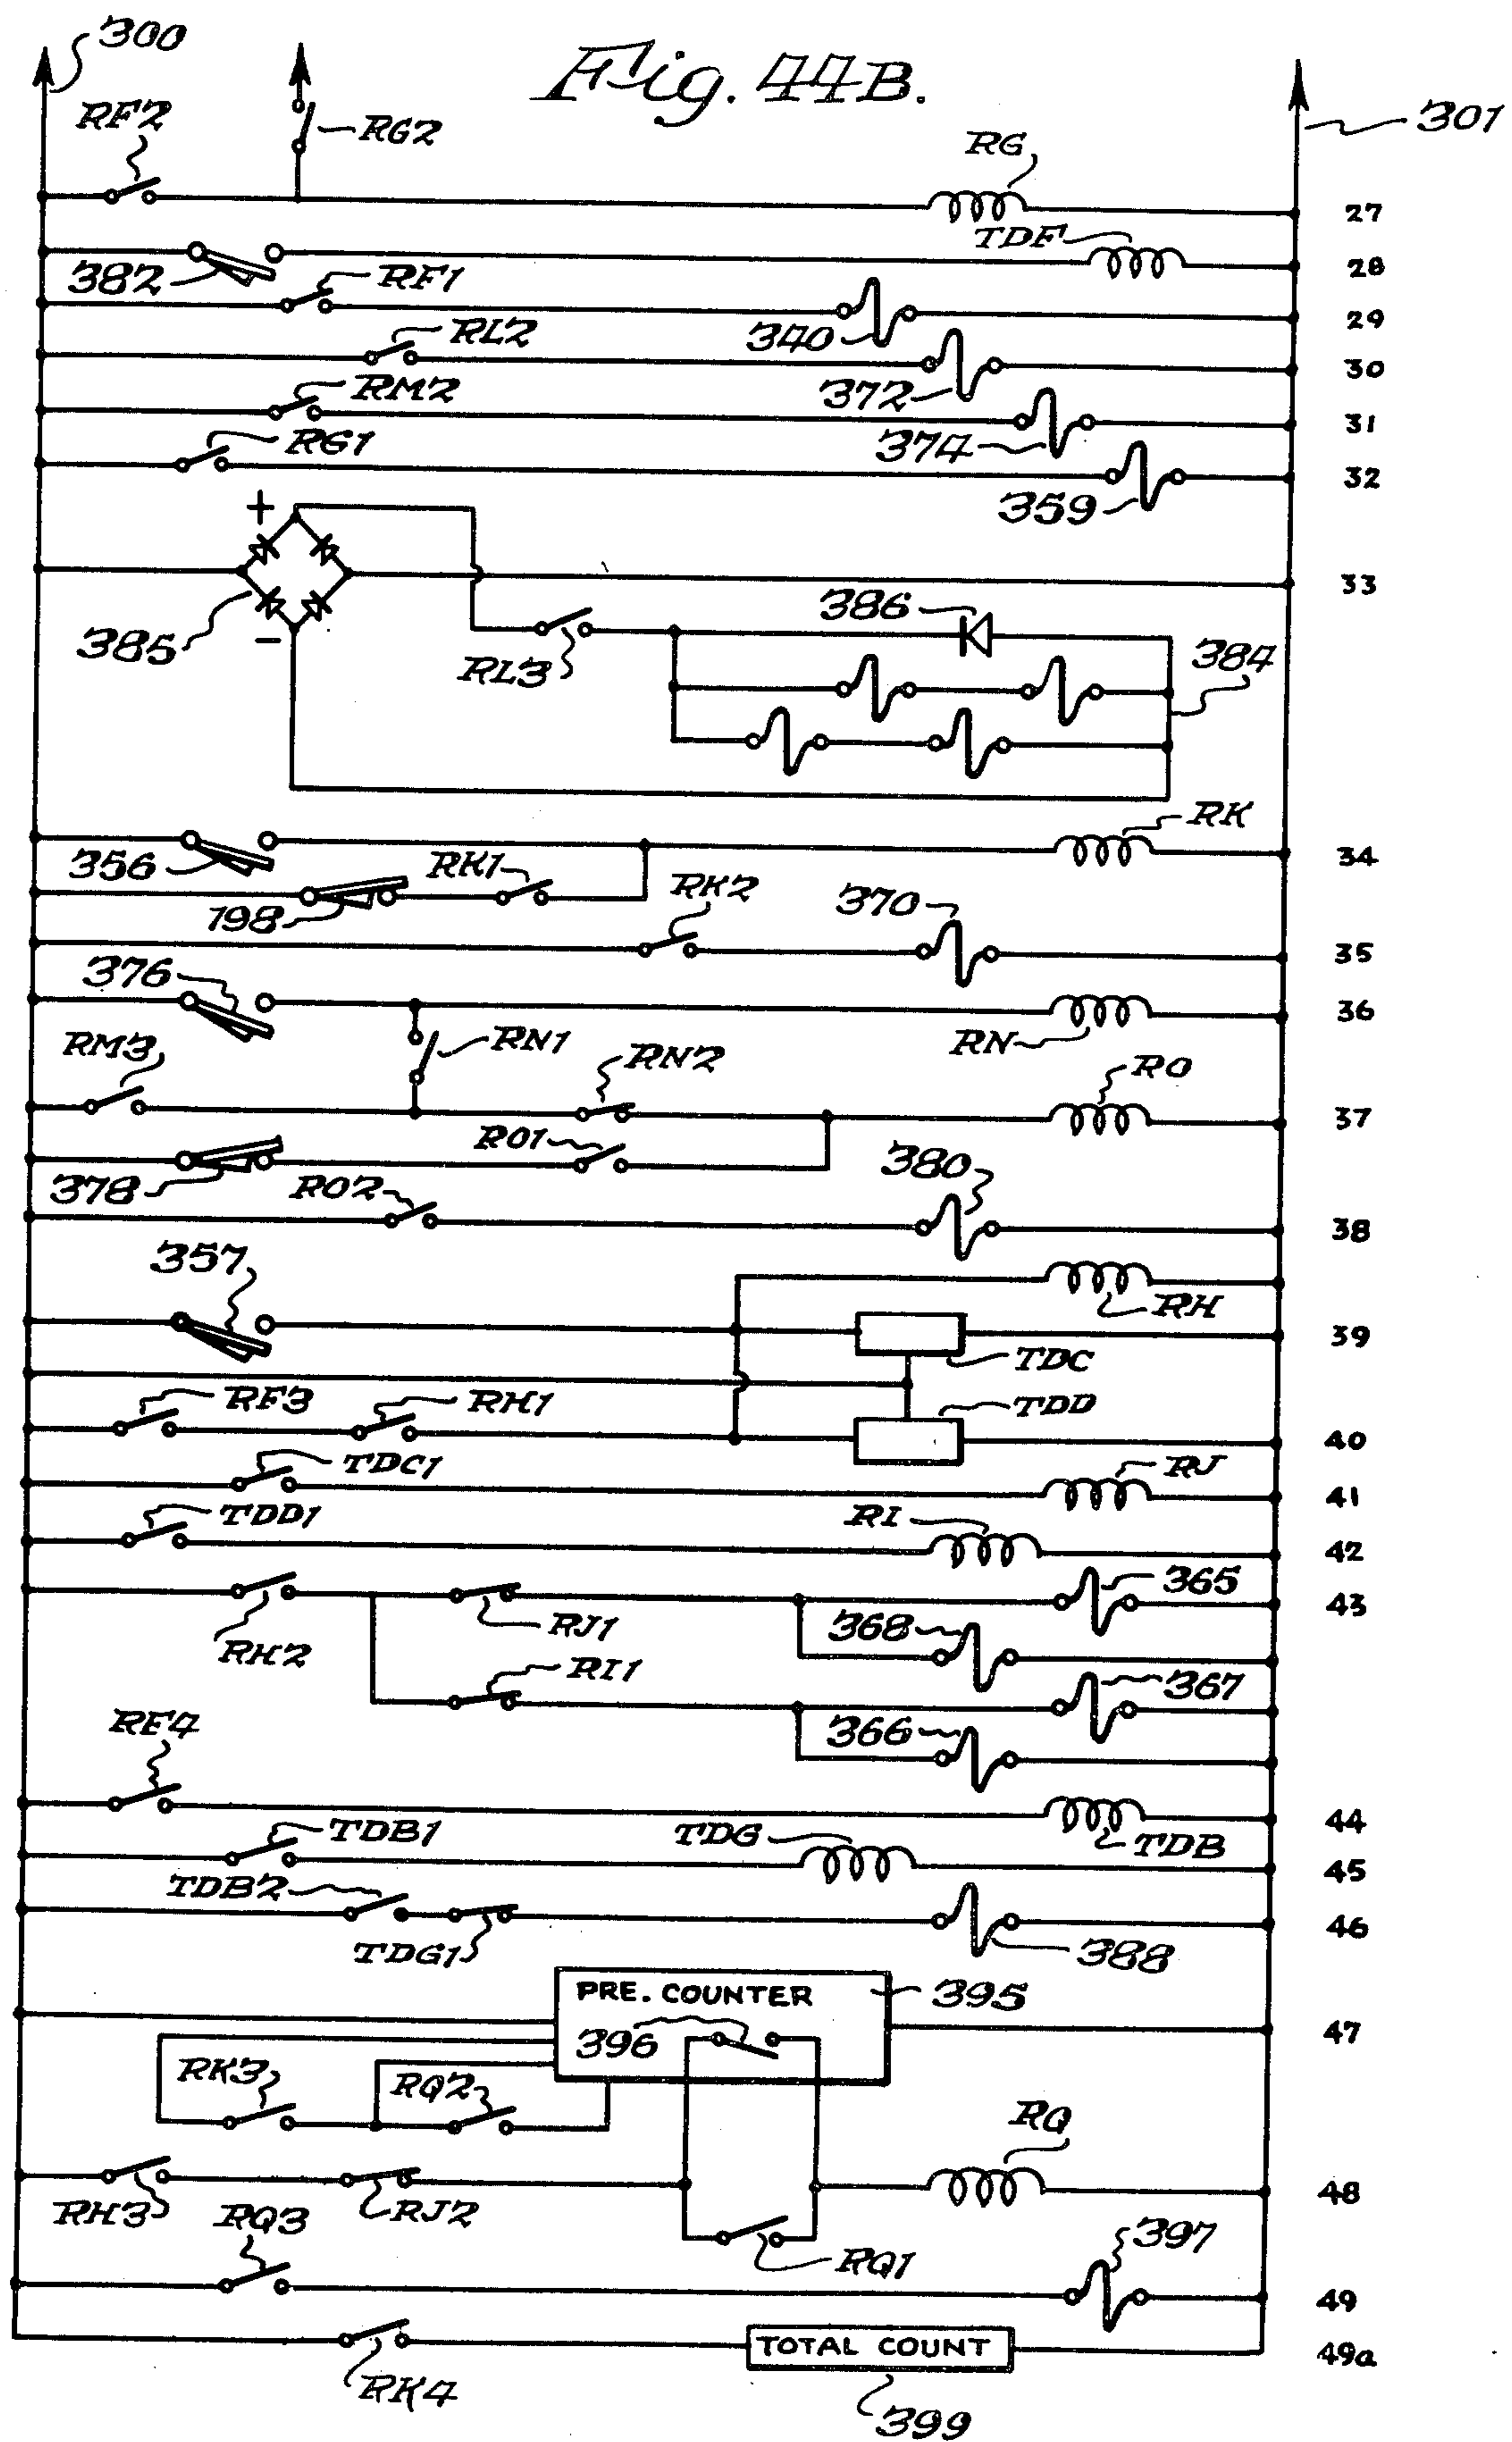 300
Fig. 44B.
301
RF2
RG2
RG
27
TDF
28
382
RF1
340
29
RL2
372
30
RM2
374
31
RG1
359
32
+
33
385
−
386
RL3
384
RK
356
RK1
34
198
RK2
370
35
376
36
RN
RM3
RN1
RN2
RO
37
RO1
378
RO2
380
38
357
RH
39
TDC
RF3
RH1
TDD
40
TDC1
RJ
41
TDD1
RI
42
365
43
RH2
RJ1
368
RI1
367
RF4
366
44
TDB1
TDG
TDB
45
TDB2
46
TDG1
388
PRE. COUNTER
395
396
47
RK3
RQ2
RQ
48
RH3
RQ3
RJ2
397
RQ1
49
TOTAL COUNT
49a
RK4
399